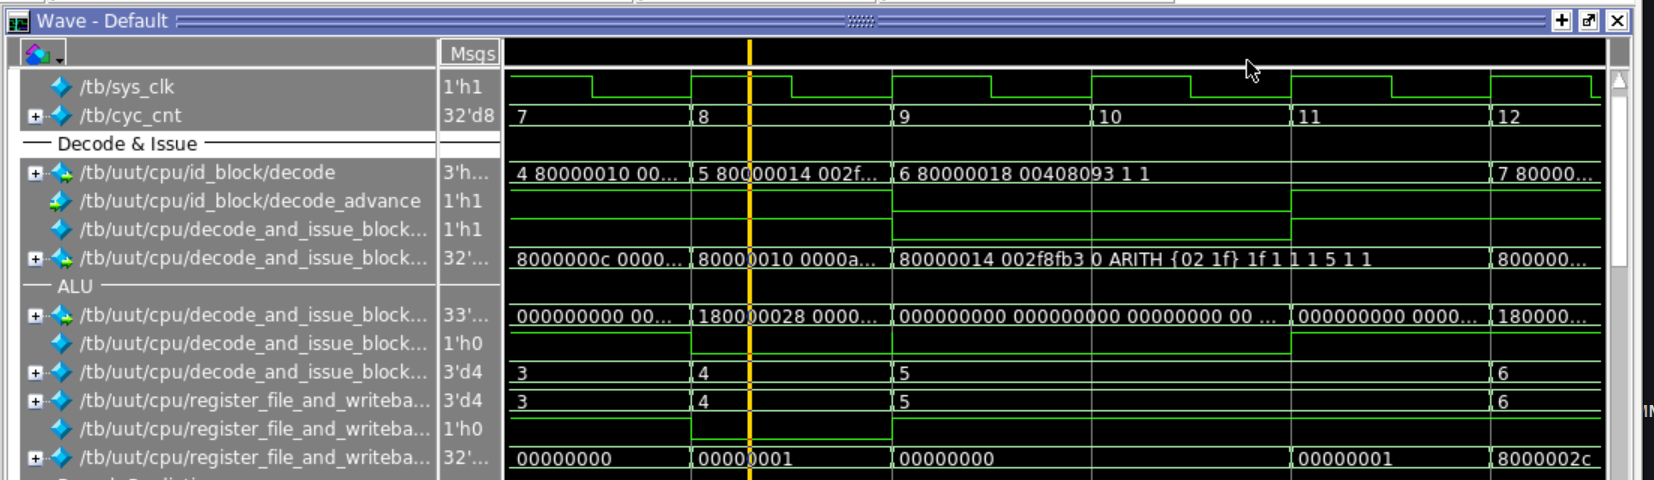 Wave - Default
Msgs
/tb/sys_clk 1'h1
/tb/cyc_cnt 32'd8 7 8 9 10 11 12
Decode & Issue
/tb/uut/cpu/id_block/decode 3'h... 4 80000010 00... 5 80000014 002f... 6 80000018 00408093 1 1 7 80000...
/tb/uut/cpu/id_block/decode_advance 1'h1
/tb/uut/cpu/decode_and_issue_block... 1'h1
/tb/uut/cpu/decode_and_issue_block... 32'... 8000000c 0000... 80000010 0000a... 80000014 002f8fb3 0 ARITH {02 1f} 1f 1 1 1 5 1 1 800000...
ALU
/tb/uut/cpu/decode_and_issue_block... 33'... 000000000 00... 180000028 0000... 000000000 000000000 00000000 00 ... 000000000 0000... 180000...
/tb/uut/cpu/decode_and_issue_block... 1'h0
/tb/uut/cpu/decode_and_issue_block... 3'd4 3 4 5 6
/tb/uut/cpu/register_file_and_writeba... 3'd4 3 4 5 6
/tb/uut/cpu/register_file_and_writeba... 1'h0
/tb/uut/cpu/register_file_and_writeba... 32'... 00000000 00000001 00000000 00000001 8000002c